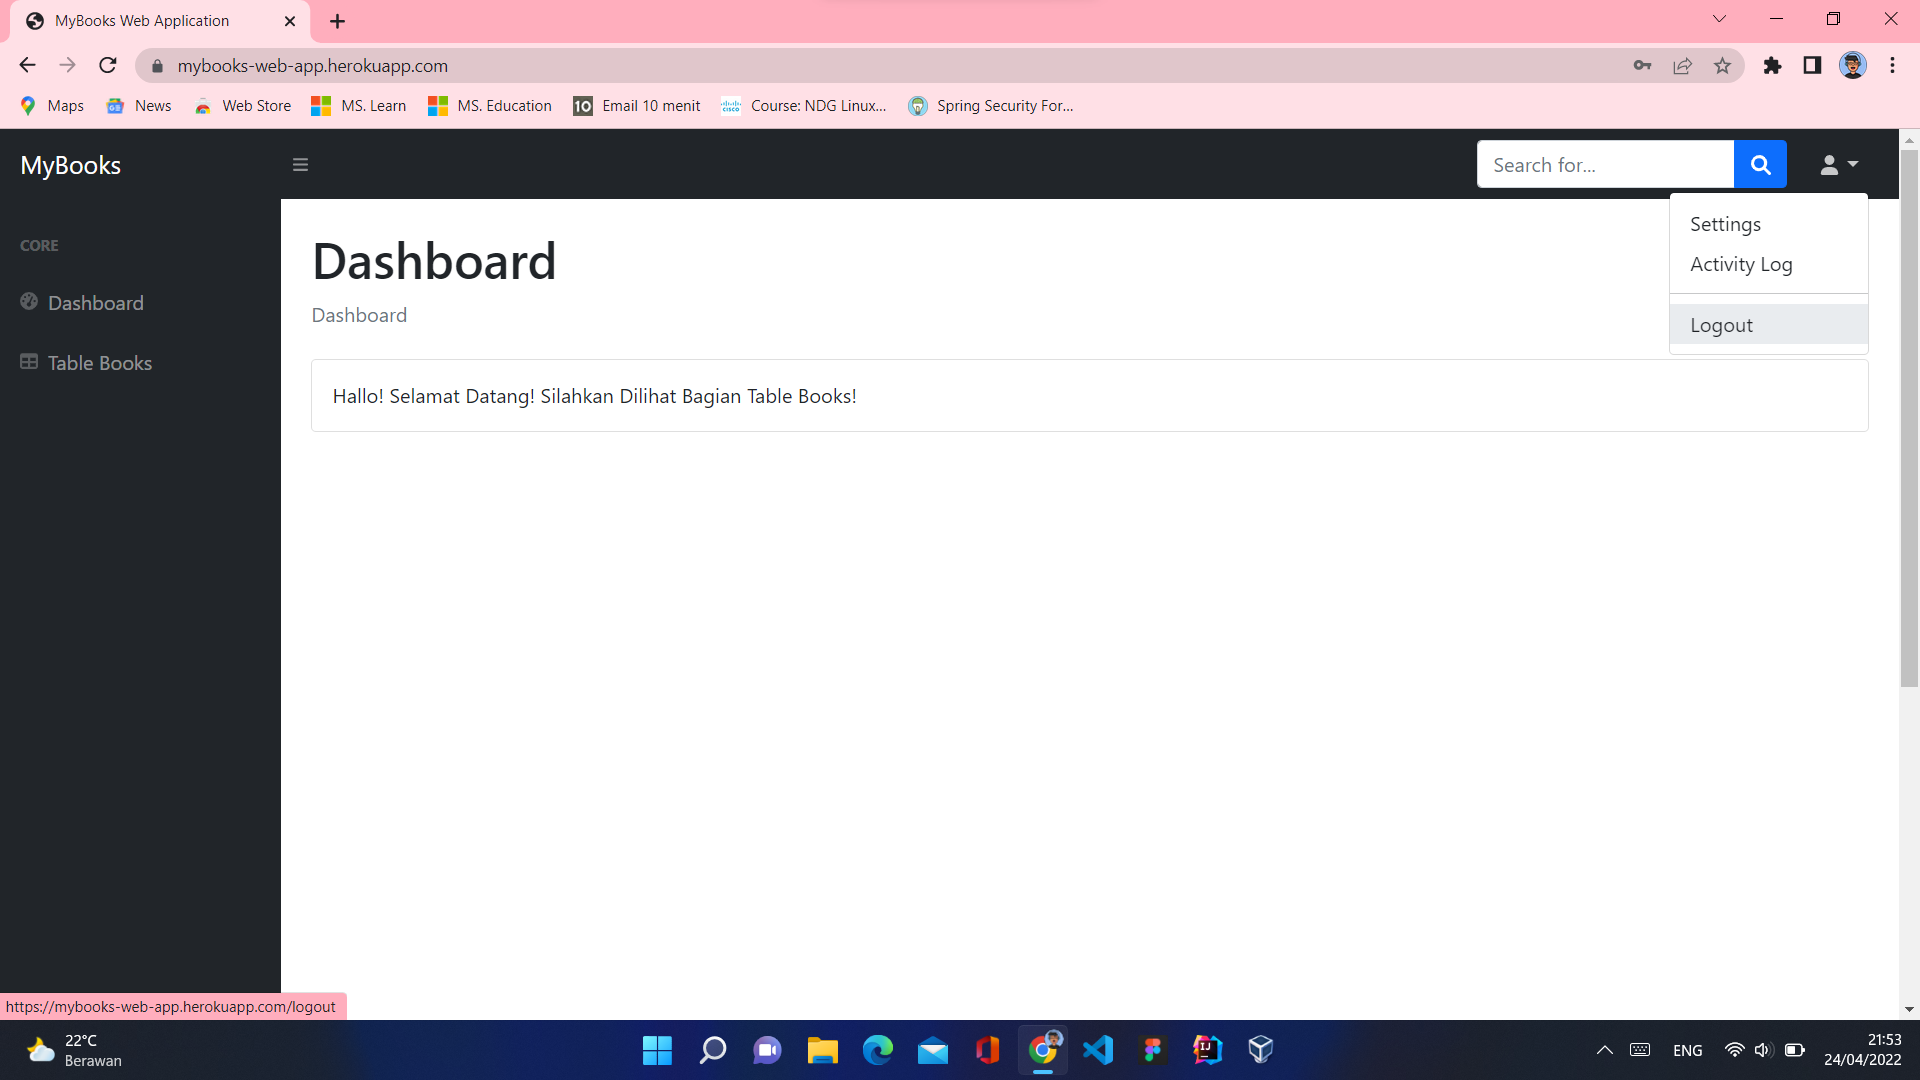 MyBooks Web Application
mybooks-web-app.herokuapp.com
Maps News Web Store MS. Learn MS. Education 10 Email 10 menit cisco Course: NDG Linux... Spring Security For...
MyBooks
Search for...
Settings
Activity Log
Logout
CORE
Dashboard
Table Books
Dashboard
Dashboard
Hallo! Selamat Datang! Silahkan Dilihat Bagian Table Books!
https://mybooks-web-app.herokuapp.com/logout
22°C
Berawan
ENG
21:53
24/04/2022